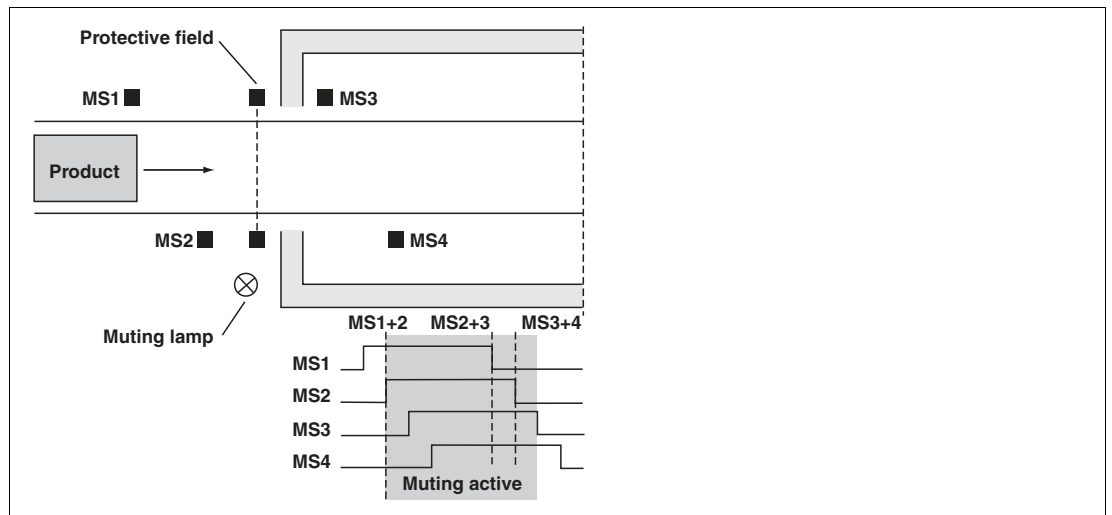 Protective field
MS1
MS3
Product
MS2
MS4
Muting lamp
MS1+2 MS2+3 MS3+4
MS1
MS2
MS3
MS4
Muting active